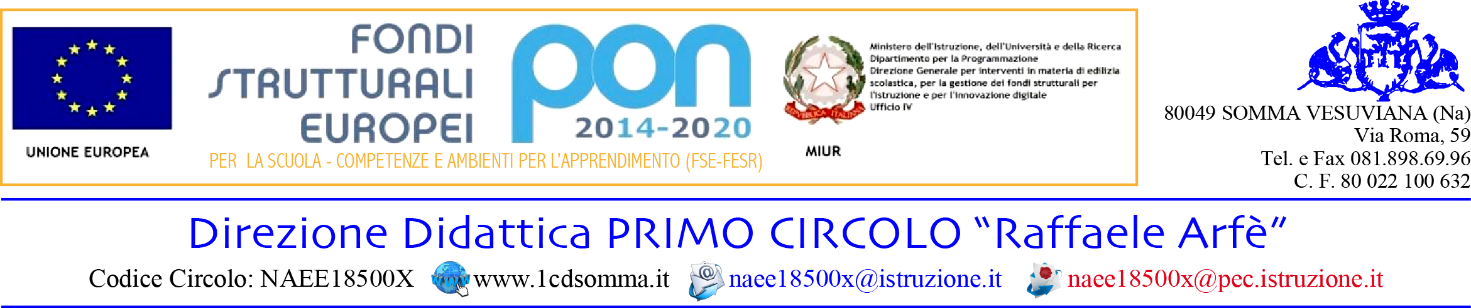 UNIONE EUROPEA
FONDI
STRUTTURALI
EUROPEI
pon
2014-2020
PER LA SCUOLA - COMPETENZE E AMBIENTI PER L'APPRENDIMENTO (FSE-FESR)
REPVBBLICA ITALIANA
MIUR
Ministero dell'Istruzione, dell'Università e della Ricerca
Dipartimento per la Programmazione
Direzione Generale per interventi in materia di edilizia
scolastica, per la gestione dei fondi strutturali per
l'istruzione e per l'innovazione digitale
Ufficio IV
80049 SOMMA VESUVIANA (Na)
Via Roma, 59
Tel. e Fax 081.898.69.96
C. F. 80 022 100 632
Direzione Didattica PRIMO CIRCOLO “Raffaele Arfè”
Codice Circolo: NAEE18500X www.1cdsomma.it naee18500x@istruzione.it naee18500x@pec.istruzione.it